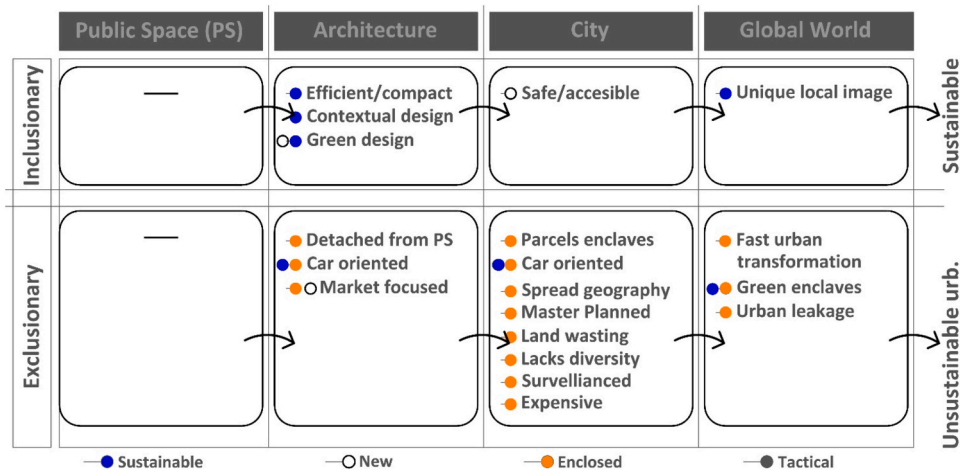 Public Space (PS)
Architecture
City
Global World
Inclusionary
Efficient/compact
Contextual design
Green design
Safe/accesible
Unique local image
Sustainable
Exclusionary
Detached from PS
Car oriented
Market focused
Parcels enclaves
Car oriented
Spread geography
Master Planned
Land wasting
Lacks diversity
Survellianced
Expensive
Fast urban
transformation
Green enclaves
Urban leakage
Unsustainable urb.
Sustainable
New
Enclosed
Tactical